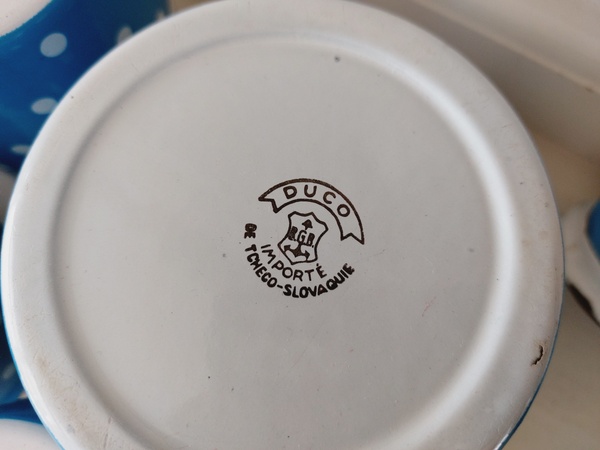 DUCO
B.G.B.
IMPORTÉ
DE TCHECO-SLOVAQUIE